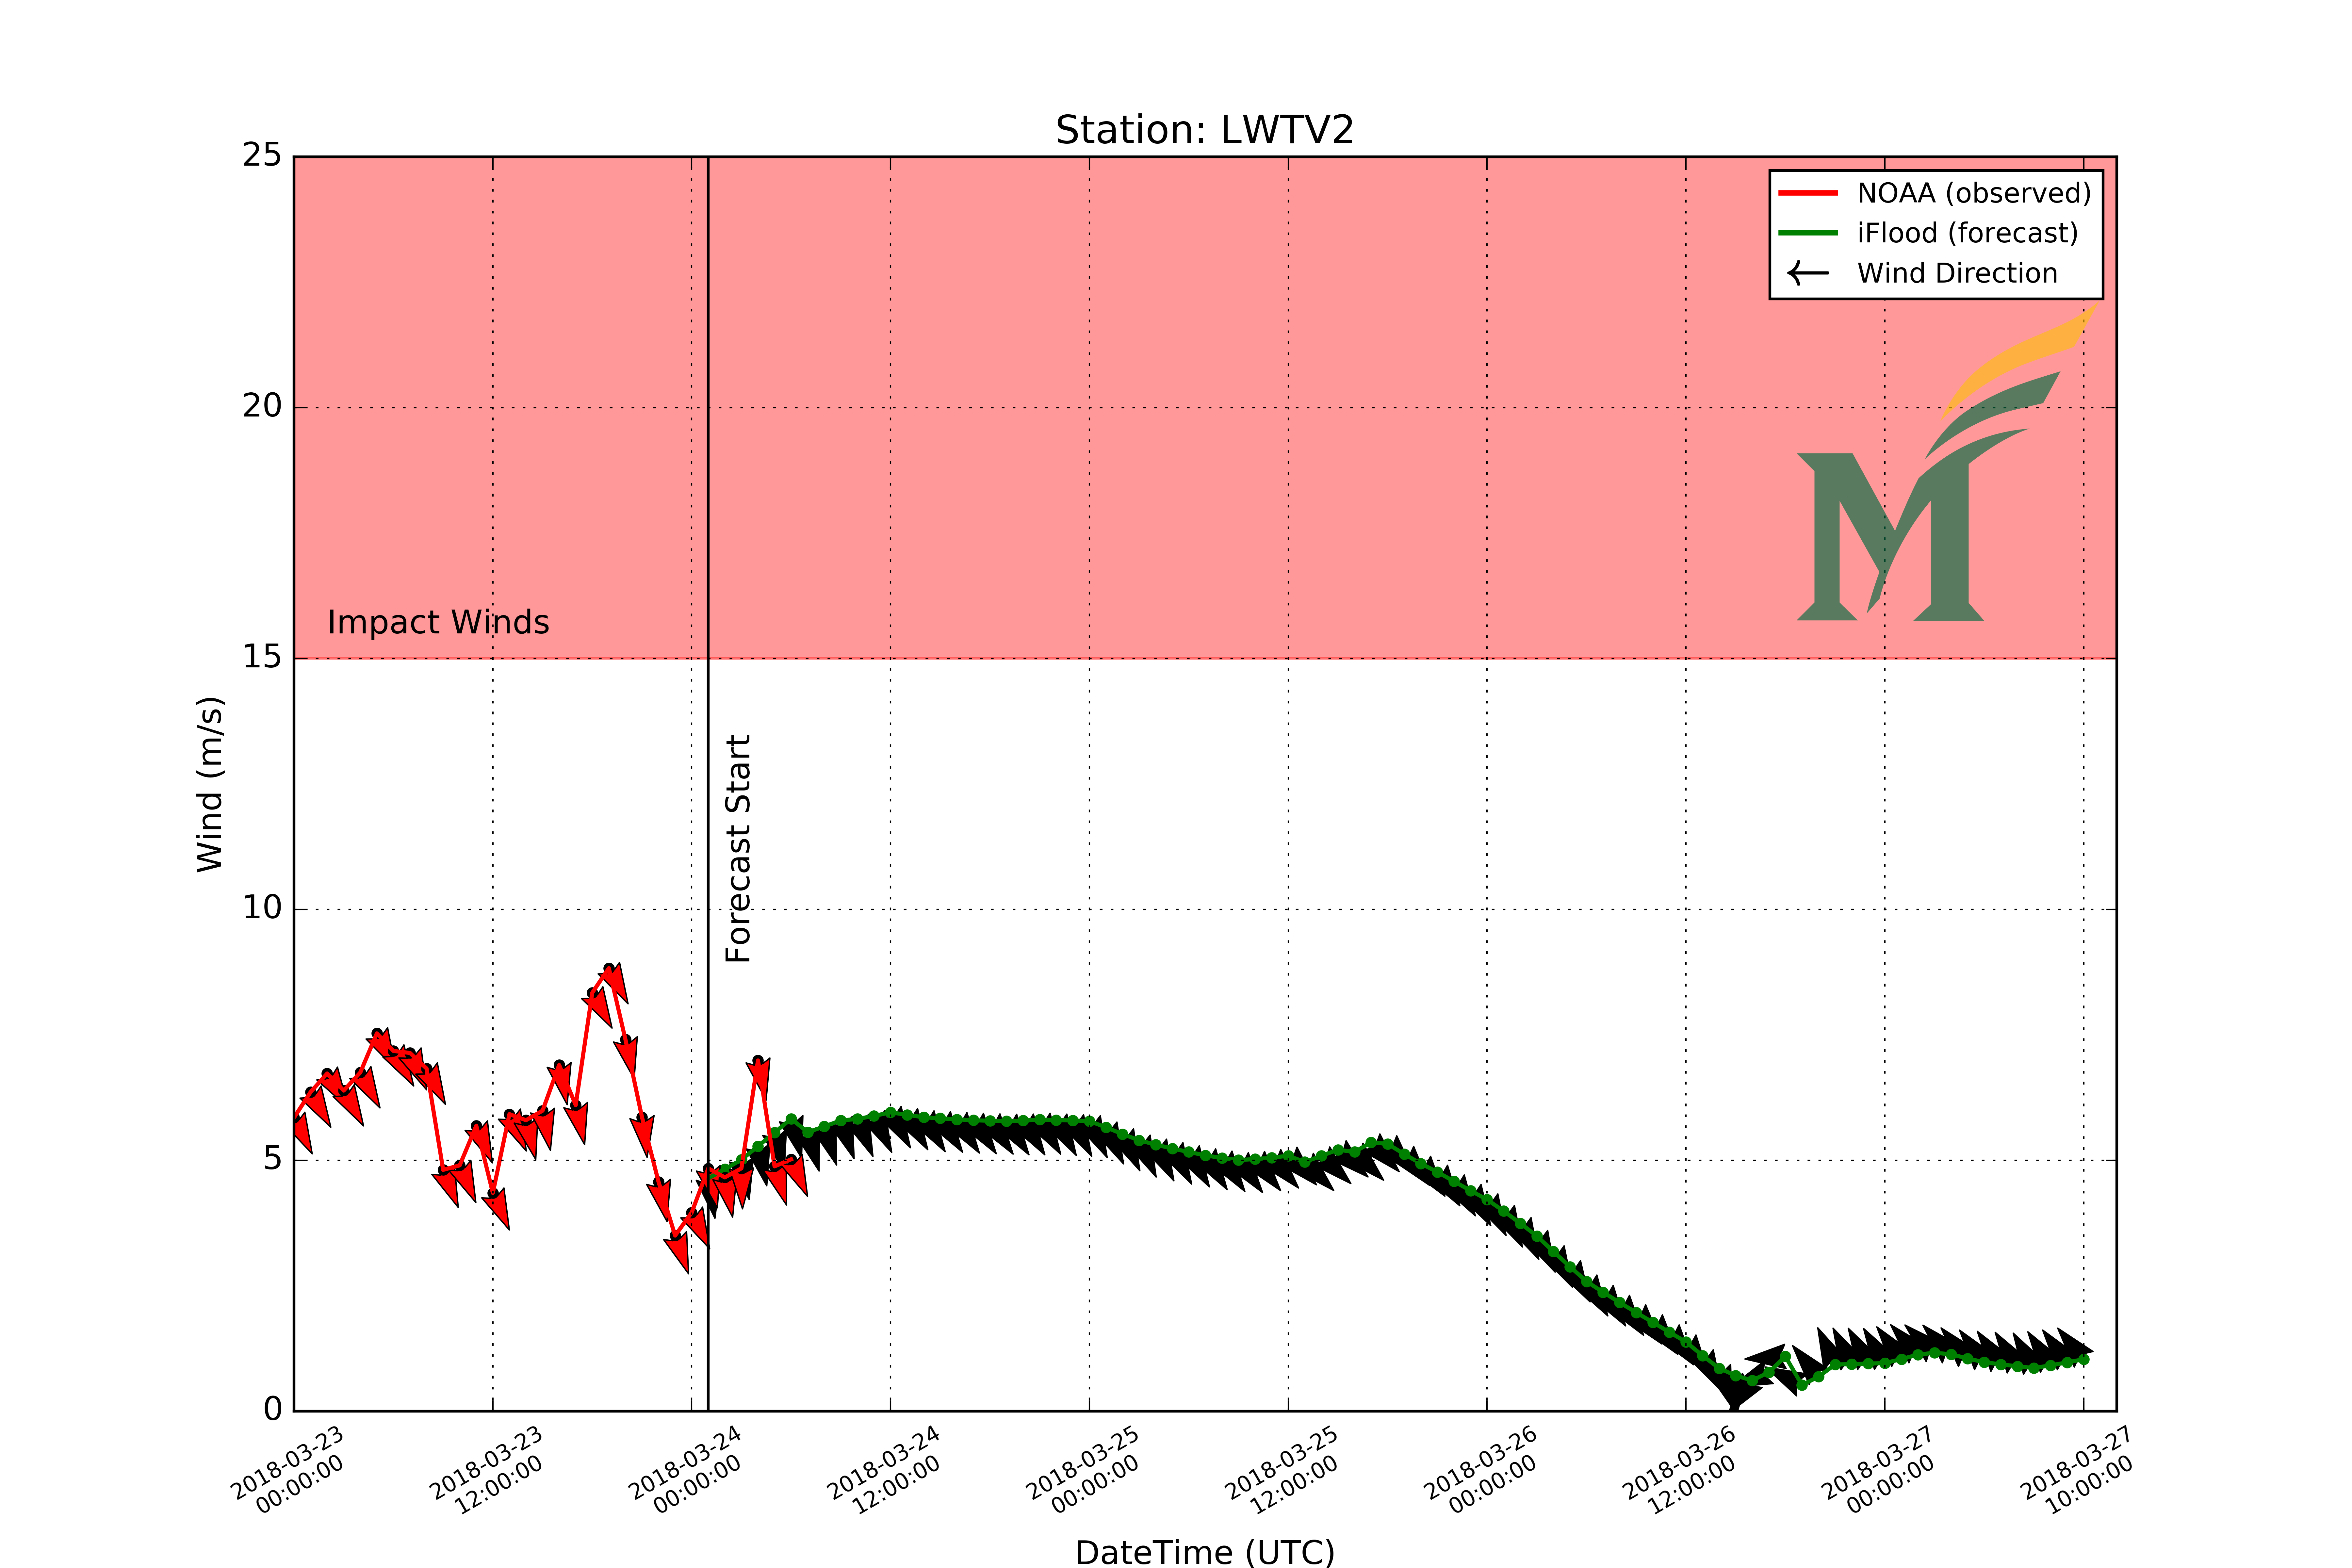 Station: LWTV2
25
20
15
10
5
0
Wind (m/s)
NOAA (observed)
iFlood (forecast)
Wind Direction
M
Impact Winds
Forecast Start
2018-03-23
00:00:00
2018-03-23
12:00:00
2018-03-24
00:00:00
2018-03-24
12:00:00
2018-03-25
00:00:00
2018-03-25
12:00:00
2018-03-26
00:00:00
2018-03-26
12:00:00
2018-03-27
00:00:00
2018-03-27
10:00:00
DateTime (UTC)